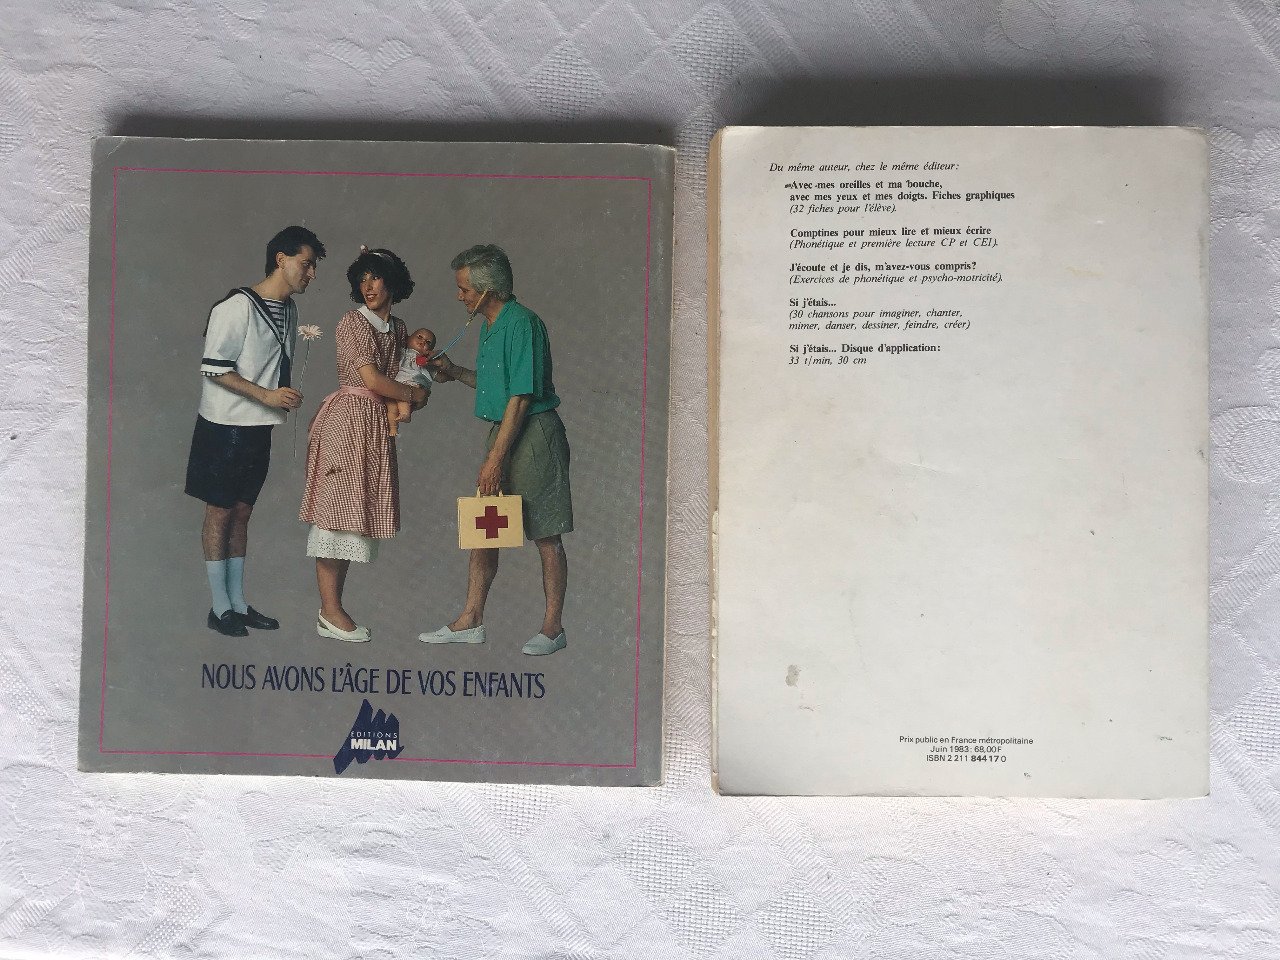 NOUS AVONS L'ÂGE DE VOS ENFANTS
EDITIONS
MILAN
Du même auteur, chez le même éditeur:
Avec mes oreilles et ma bouche,
avec mes yeux et mes doigts. Fiches graphiques
(32 fiches pour l'élève).
Comptines pour mieux lire et mieux écrire
(Phonétique et première lecture CP et CEI).
J'écoute et je dis, m'avez-vous compris?
(Exercices de phonétique et psycho-motricité).
Si j'étais...
(30 chansons pour imaginer, chanter,
mimer, danser, dessiner, feindre, créer)
Si j'étais... Disque d'application:
33 t/min, 30 cm
Prix public en France métropolitaine
Juin 1983: 68,00F
ISBN 2 211 844 17 0